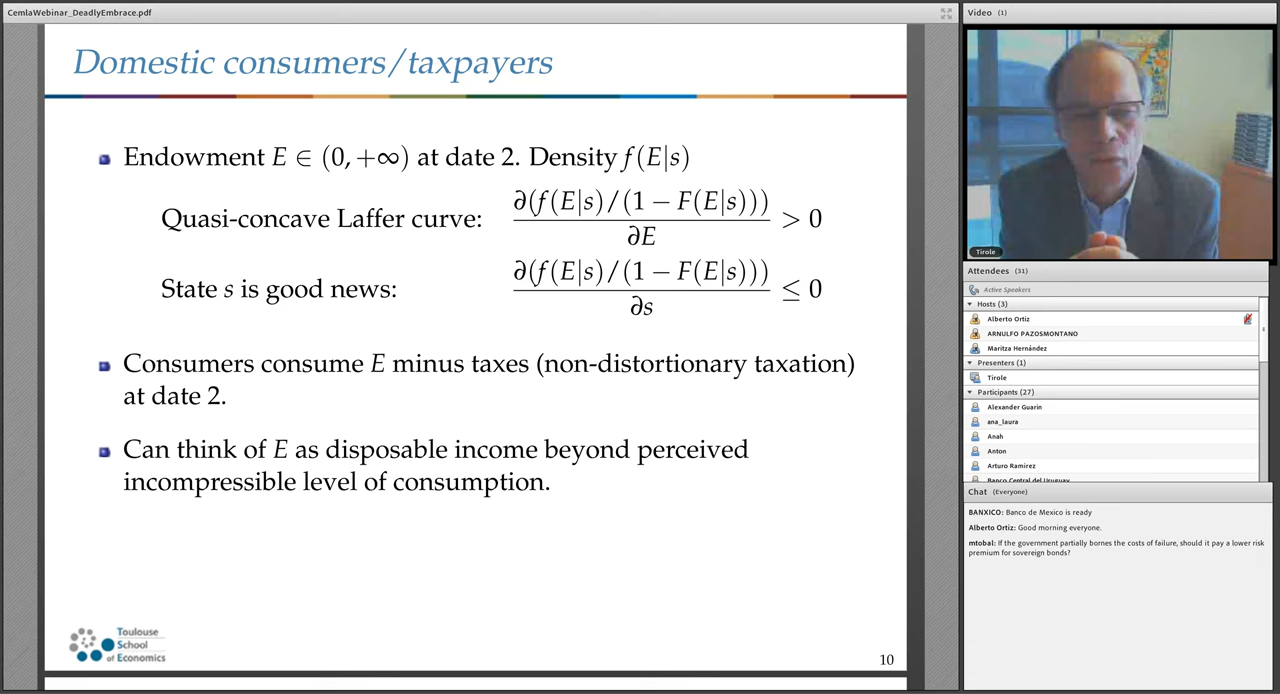 CemlaWebinar_DeadlyEmbrace.pdf
Domestic consumers/taxpayers
Endowment E ∈ (0, +∞) at date 2. Density f(E|s)
Quasi-concave Laffer curve: ∂(f(E|s)/(1 − F(E|s))) / ∂E > 0
State s is good news: ∂(f(E|s)/(1 − F(E|s))) / ∂s ≤ 0
Consumers consume E minus taxes (non-distortionary taxation)
at date 2.
Can think of E as disposable income beyond perceived
incompressible level of consumption.
Toulouse
School
of Economics
10
Video (1)
Tirole
Attendees (31)
Active Speakers
Hosts (3)
Alberto Ortiz
ARNULFO PAZOSMONTANO
Maritza Hernández
Presenters (1)
Tirole
Participants (27)
Alexander Guarin
ana_laura
Anah
Anton
Arturo Ramirez
Banco Central del Uruguay
Chat (Everyone)
BANXICO: Banco de Mexico is ready
Alberto Ortiz: Good morning everyone.
mtobal: If the government partially bornes the costs of failure, should it pay a lower risk
premium for sovereign bonds?